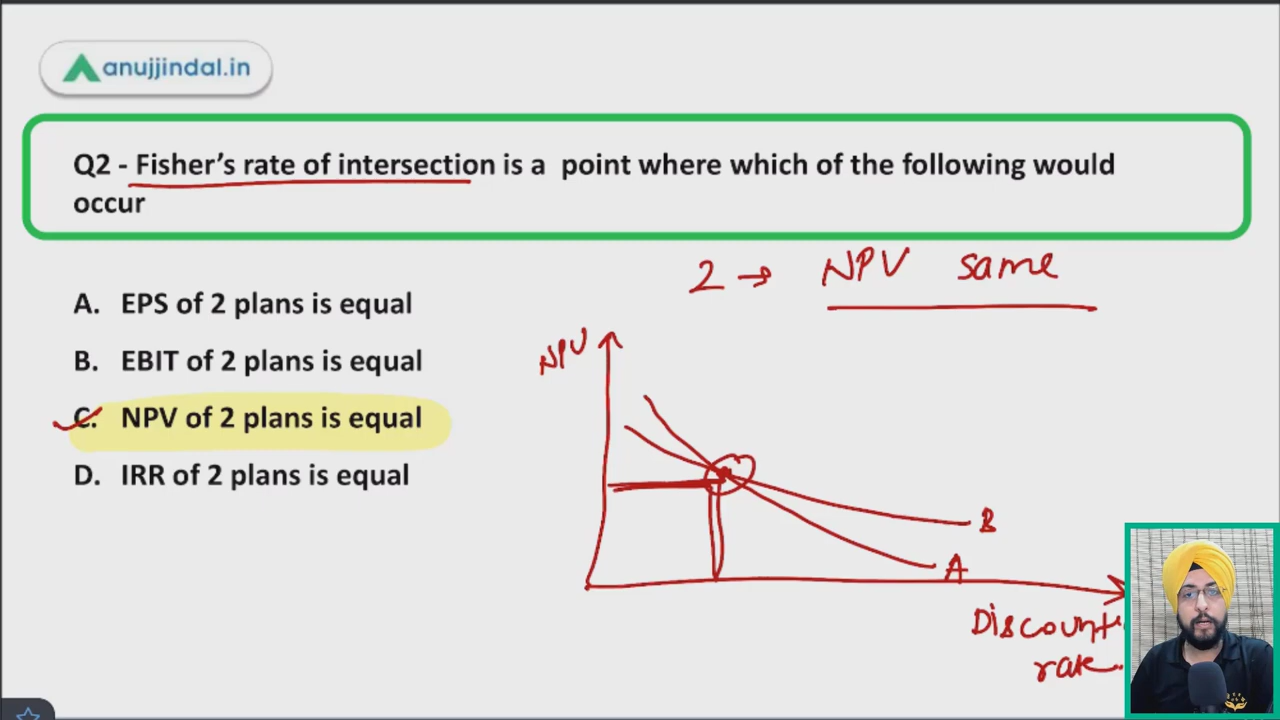 anujjindal.in
Q2 - Fisher's rate of intersection is a point where which of the following would
occur
2 → NPV same
A. EPS of 2 plans is equal
B. EBIT of 2 plans is equal
C. NPV of 2 plans is equal
D. IRR of 2 plans is equal
NPV
B
A
Discount
rate